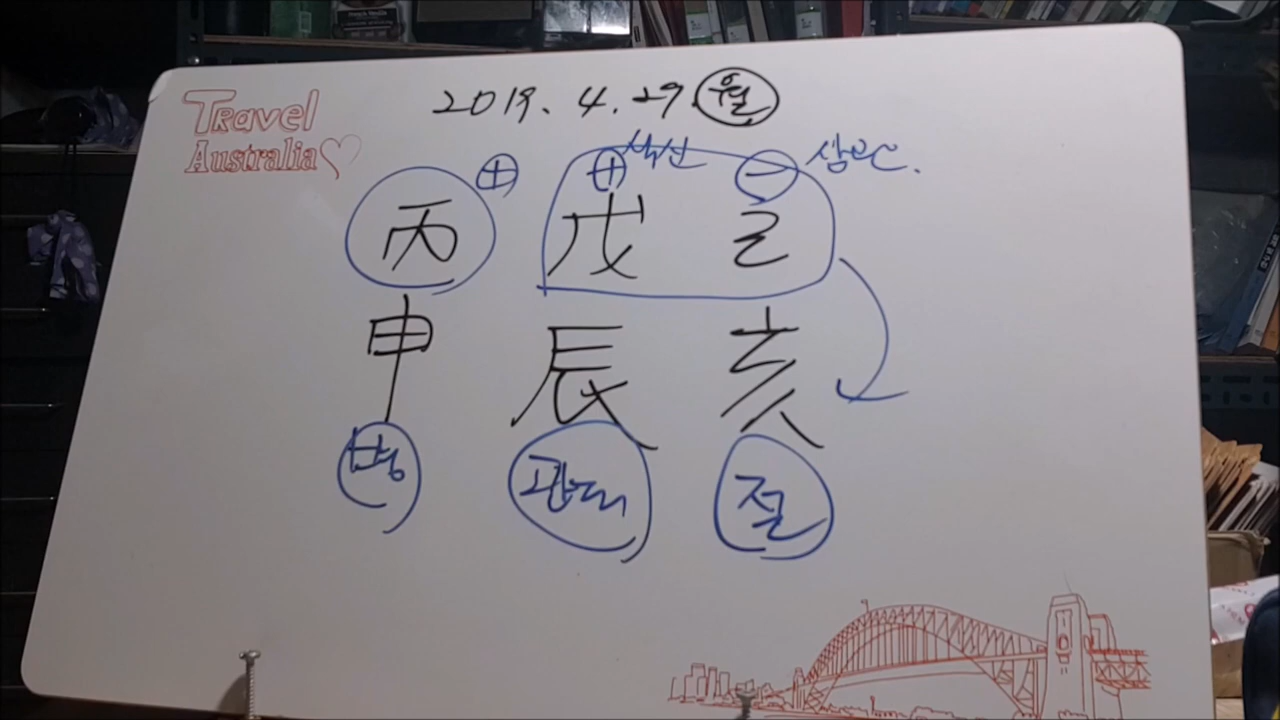 Travel
Australia
2019. 4. 29 월
식신 상관
丙 戊 己
申 辰 亥
병 관대 절